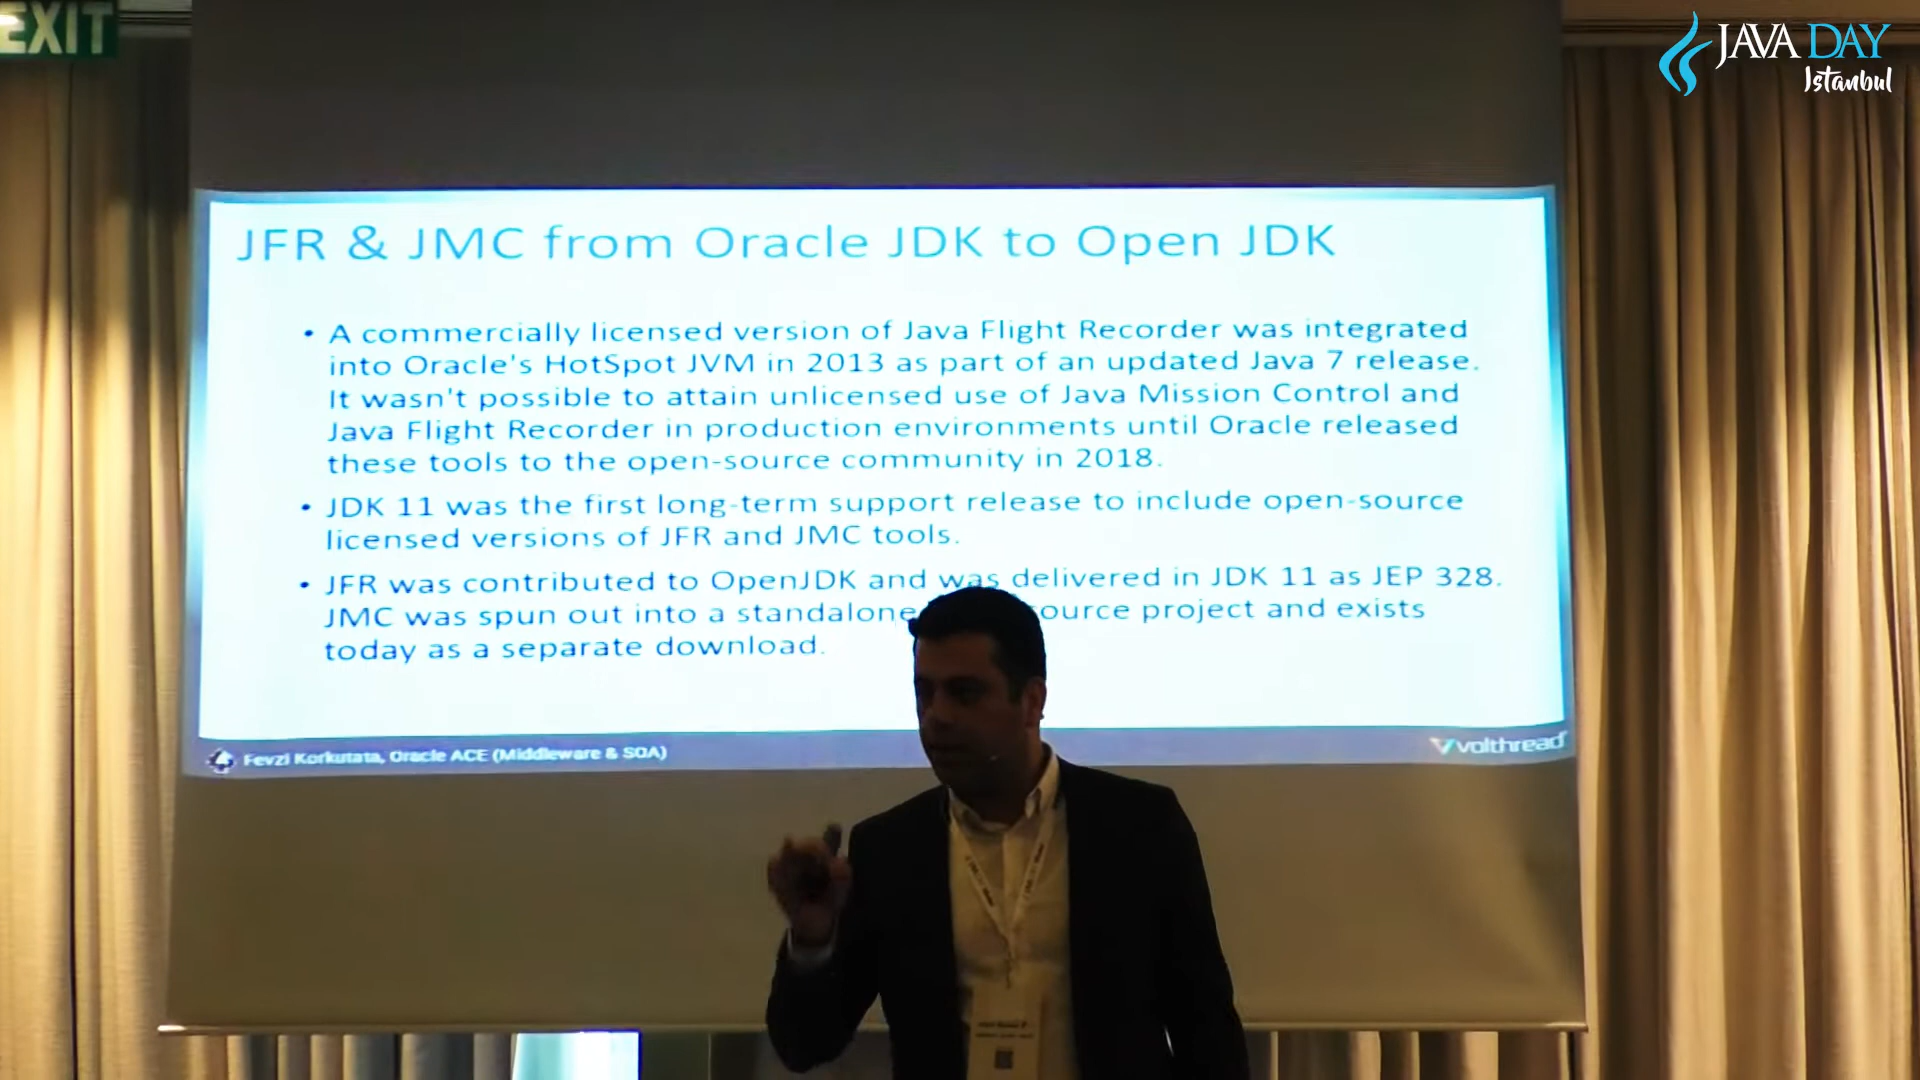 EXIT
JAVA DAY
Istanbul
JFR & JMC from Oracle JDK to Open JDK
• A commercially licensed version of Java Flight Recorder was integrated
into Oracle's HotSpot JVM in 2013 as part of an updated Java 7 release.
It wasn't possible to attain unlicensed use of Java Mission Control and
Java Flight Recorder in production environments until Oracle released
these tools to the open-source community in 2018.
• JDK 11 was the first long-term support release to include open-source
licensed versions of JFR and JMC tools.
• JFR was contributed to OpenJDK and was delivered in JDK 11 as JEP 328.
JMC was spun out into a standalone source project and exists
today as a separate download.
Fevzi Korkutata, Oracle ACE (Middleware & SOA)
volthread